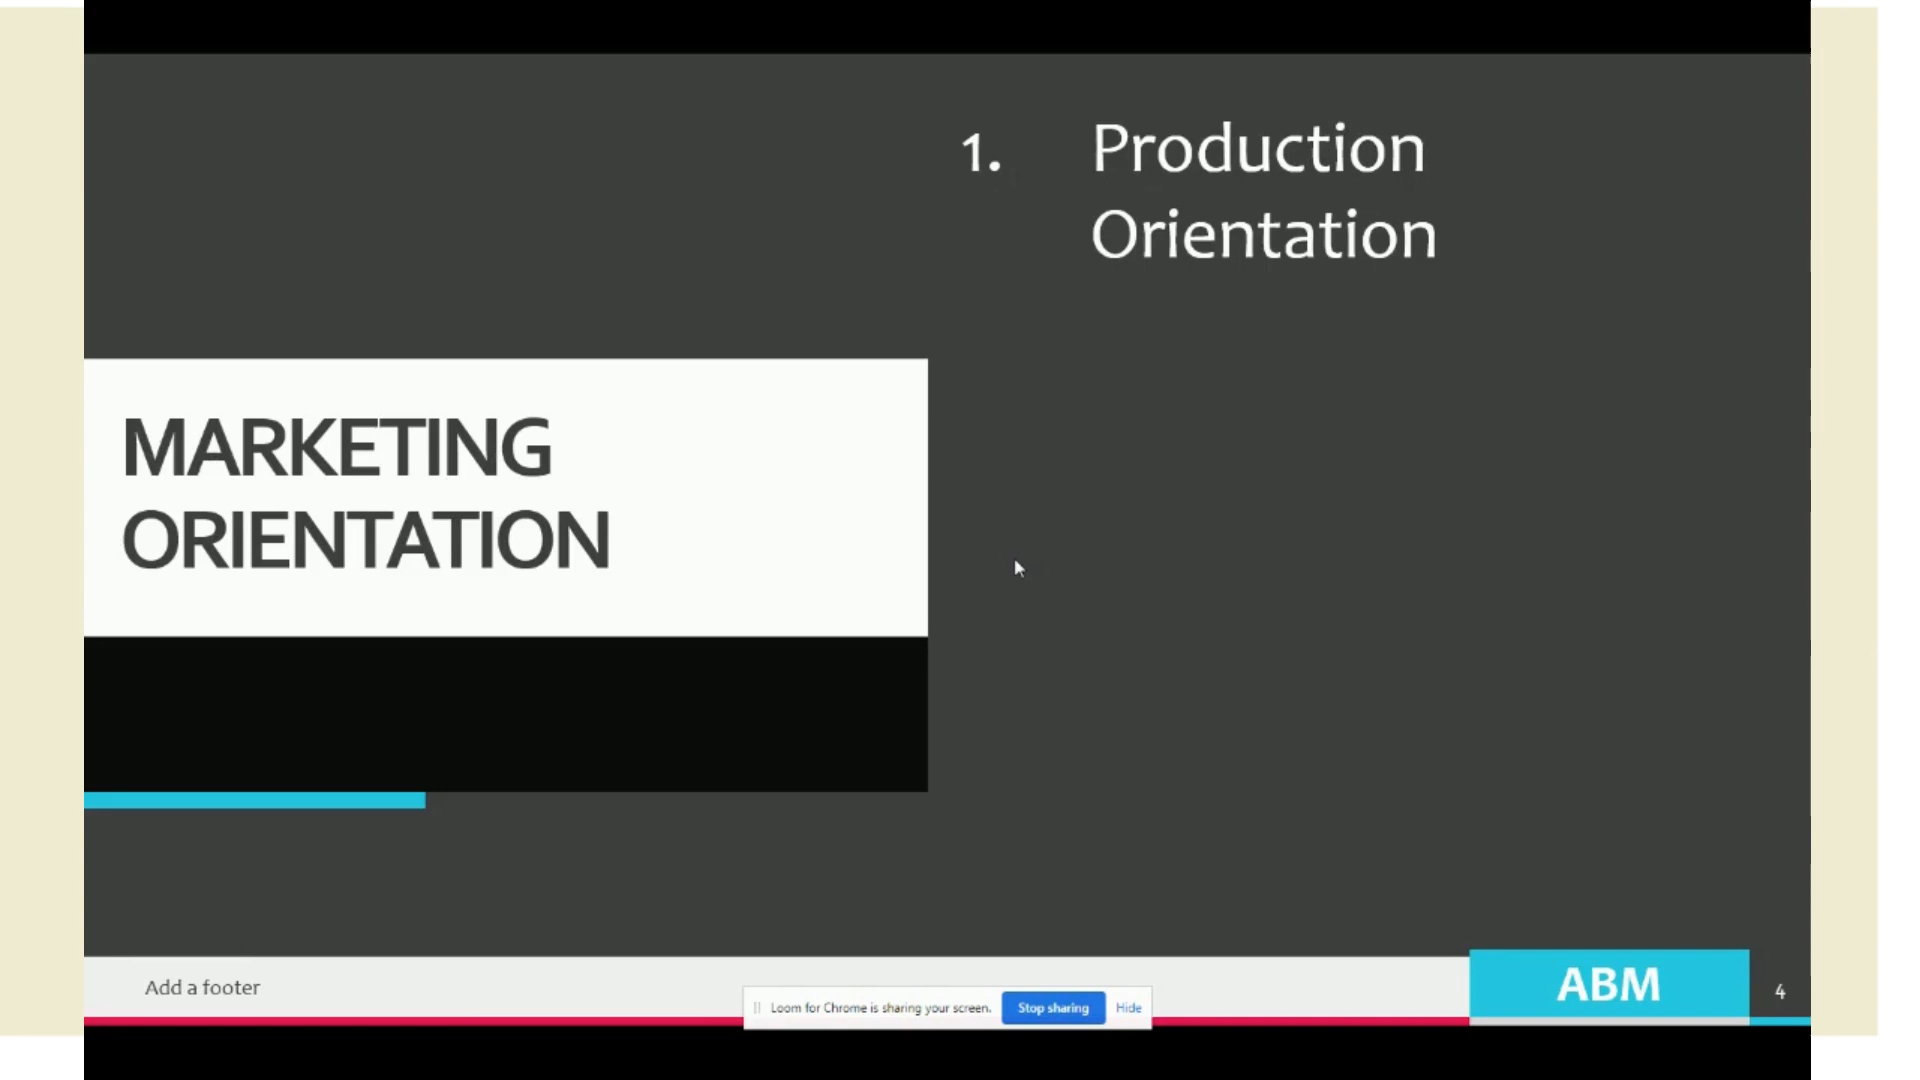 1. Production
Orientation
MARKETING
ORIENTATION
Add a footer
Loom for Chrome is sharing your screen. Stop sharing Hide
ABM
4